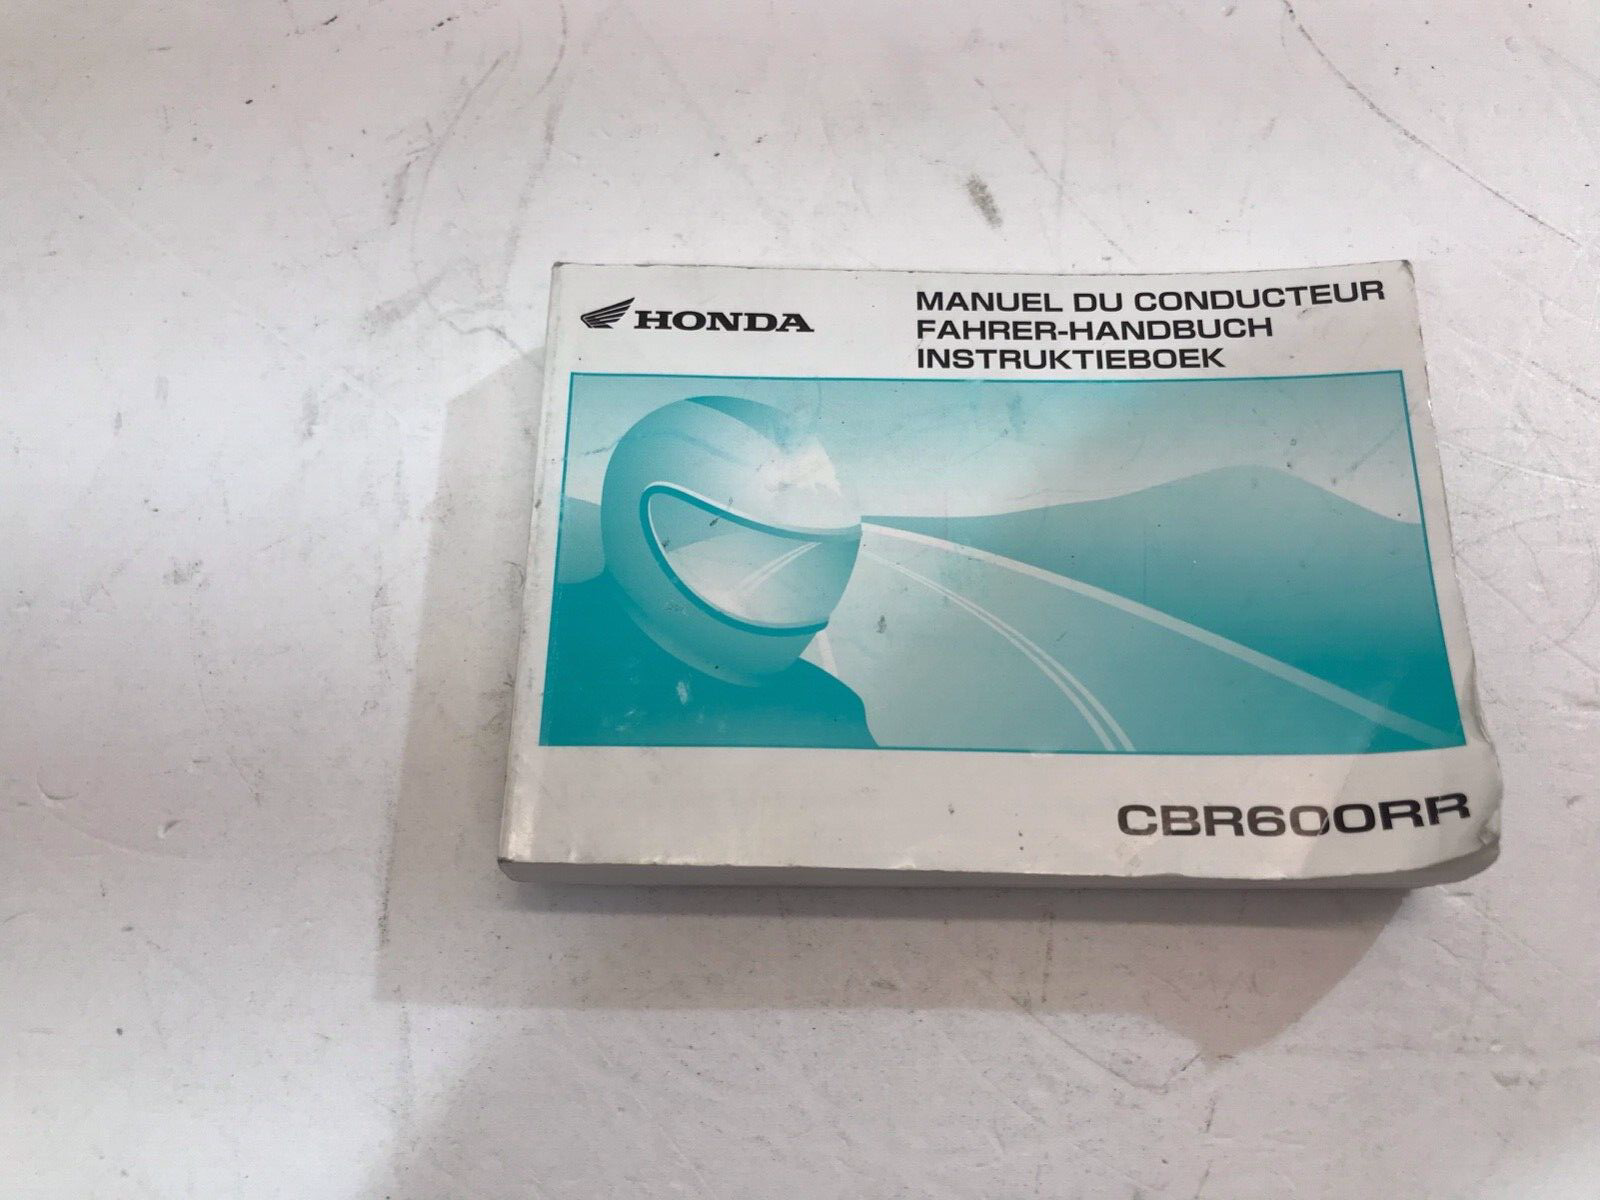 HONDA
MANUEL DU CONDUCTEUR
FAHRER-HANDBUCH
INSTRUKTIEBOEK
CBR600RR